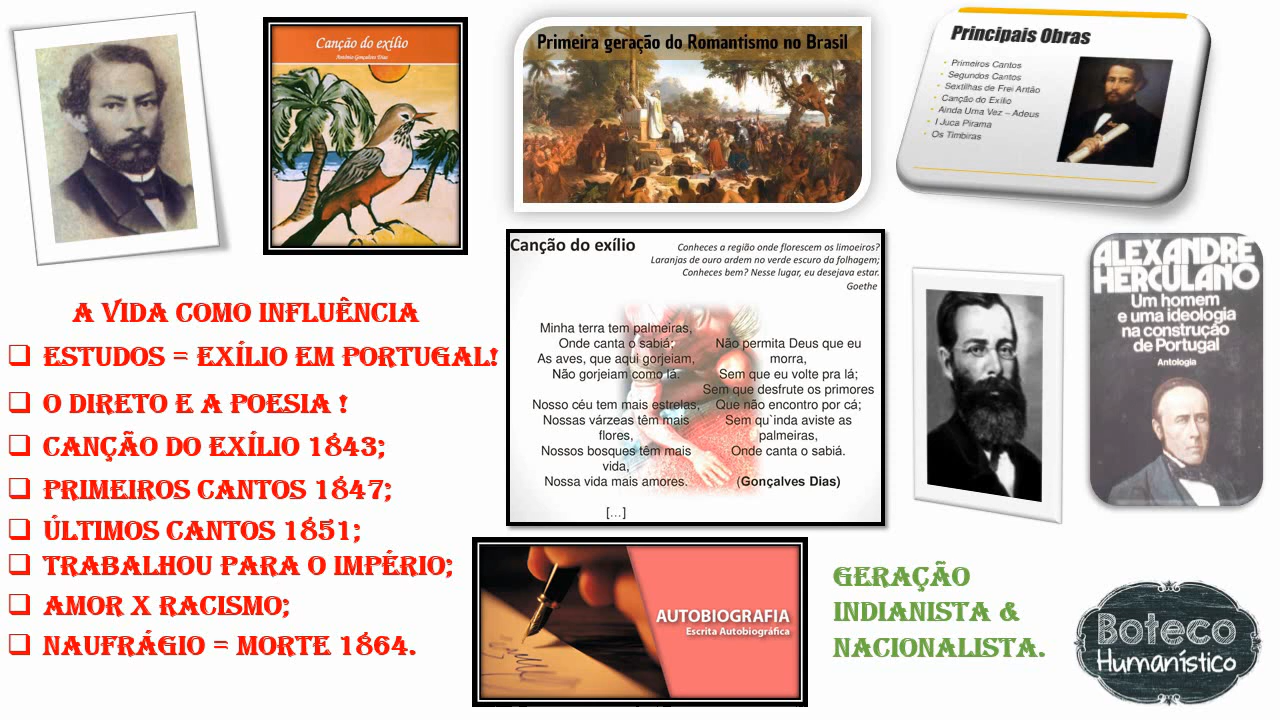 Canção do exílio
Antônio Gonçalves Dias
Primeira geração do Romantismo no Brasil
Principais Obras
• Primeiros Cantos
• Segundos Cantos
• Sextilhas de Frei Antão
• Canção do Exílio
• Ainda Uma Vez – Adeus
• I Juca Pirama
• Os Timbiras
A VIDA COMO INFLUÊNCIA
❑ ESTUDOS = EXÍLIO EM PORTUGAL!
❑ O DIRETO E A POESIA !
❑ CANÇÃO DO EXÍLIO 1843;
❑ PRIMEIROS CANTOS 1847;
❑ ÚLTIMOS CANTOS 1851;
❑ TRABALHOU PARA O IMPÉRIO;
❑ AMOR X RACISMO;
❑ NAUFRÁGIO = MORTE 1864.
Canção do exílio
Conheces a região onde florescem os limoeiros?
Laranjas de ouro ardem no verde escuro da folhagem;
Conheces bem? Nesse lugar, eu desejava estar.
Goethe
Minha terra tem palmeiras,
Onde canta o sabiá;
As aves, que aqui gorjeiam,
Não gorjeiam como lá.
Nosso céu tem mais estrelas,
Nossas várzeas têm mais
flores,
Nossos bosques têm mais
vida,
Nossa vida mais amores.
[...]
Não permita Deus que eu
morra,
Sem que eu volte pra lá;
Sem que desfrute os primores
Que não encontro por cá;
Sem qu`inda aviste as
palmeiras,
Onde canta o sabiá.
(Gonçalves Dias)
ALEXANDRE
HERCULANO
Um homem
e uma ideologia
na construção
de Portugal
Antologia
AUTOBIOGRAFIA
Escrita Autobiográfica
GERAÇÃO
INDIANISTA &
NACIONALISTA.
Boteco
Humanístico